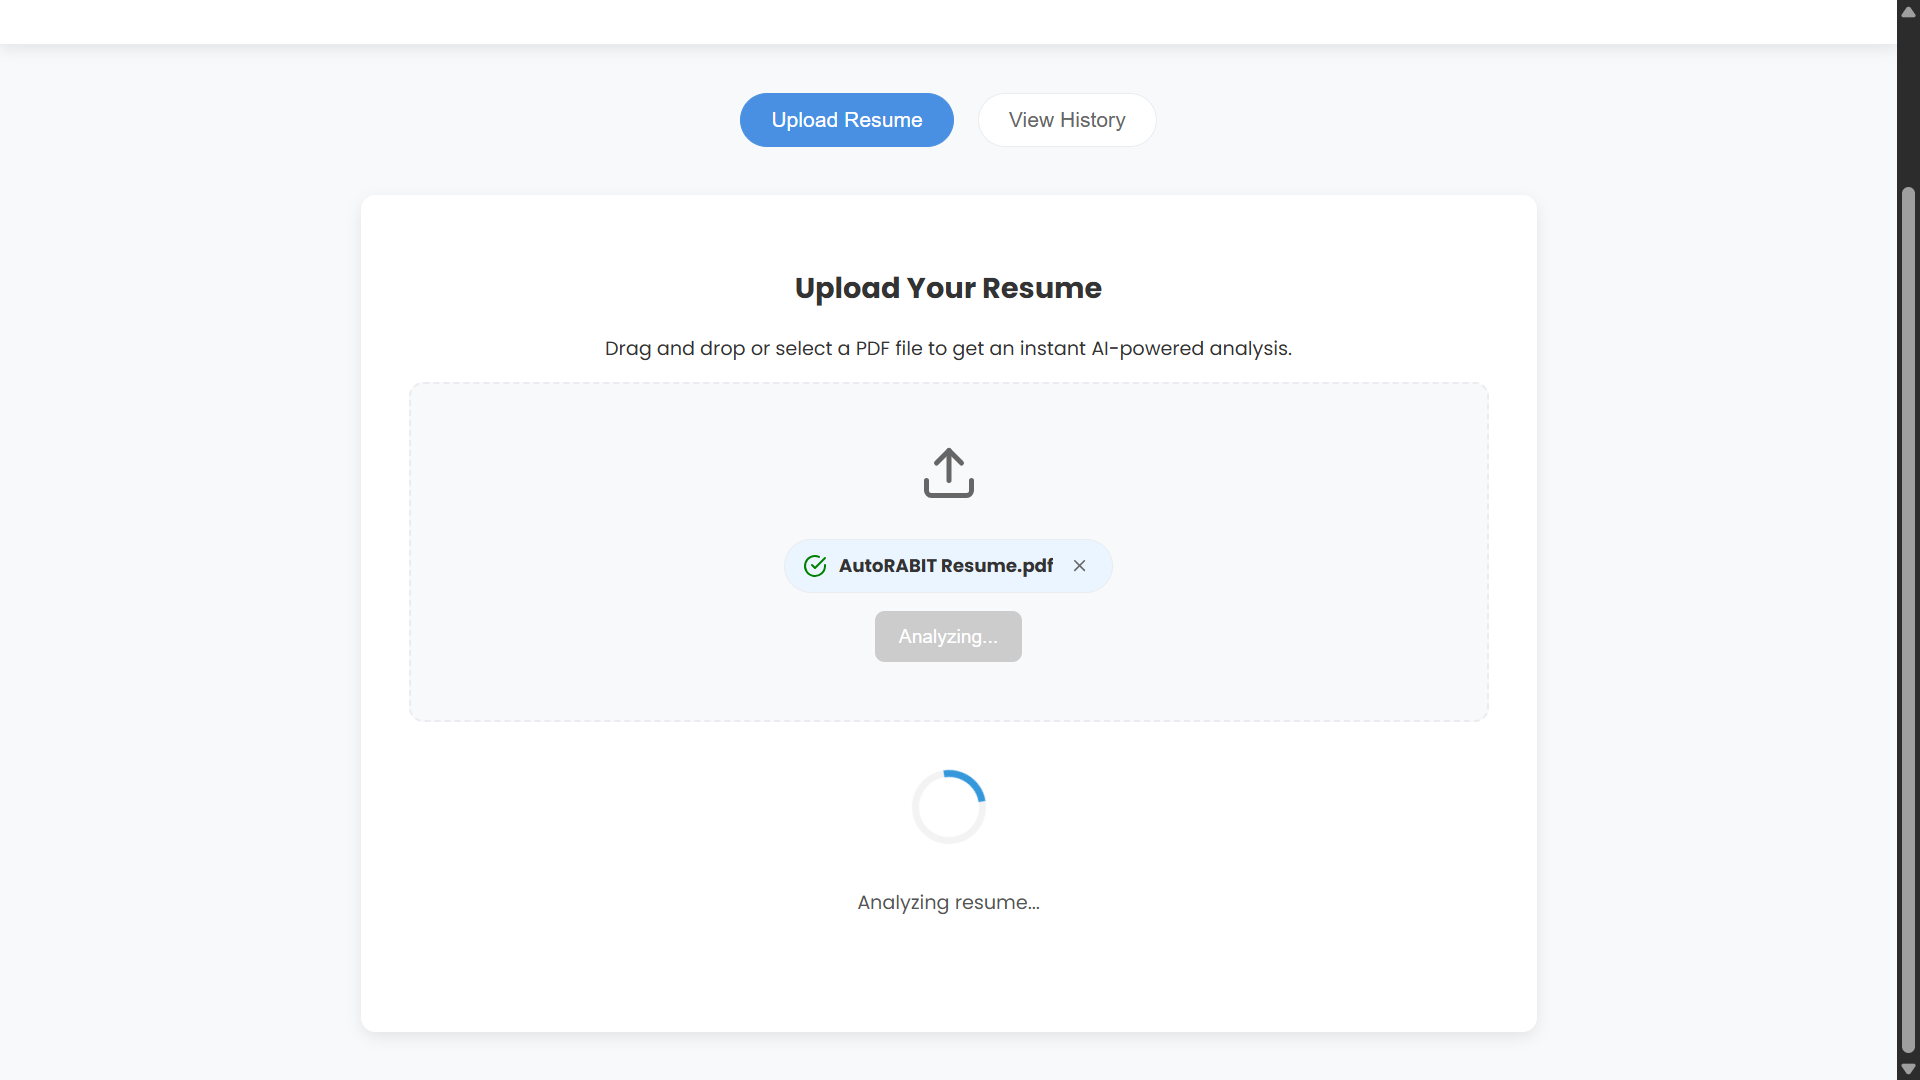 Upload Resume
View History
Upload Your Resume
Drag and drop or select a PDF file to get an instant AI-powered analysis.
AutoRABIT Resume.pdf
Analyzing...
Analyzing resume...